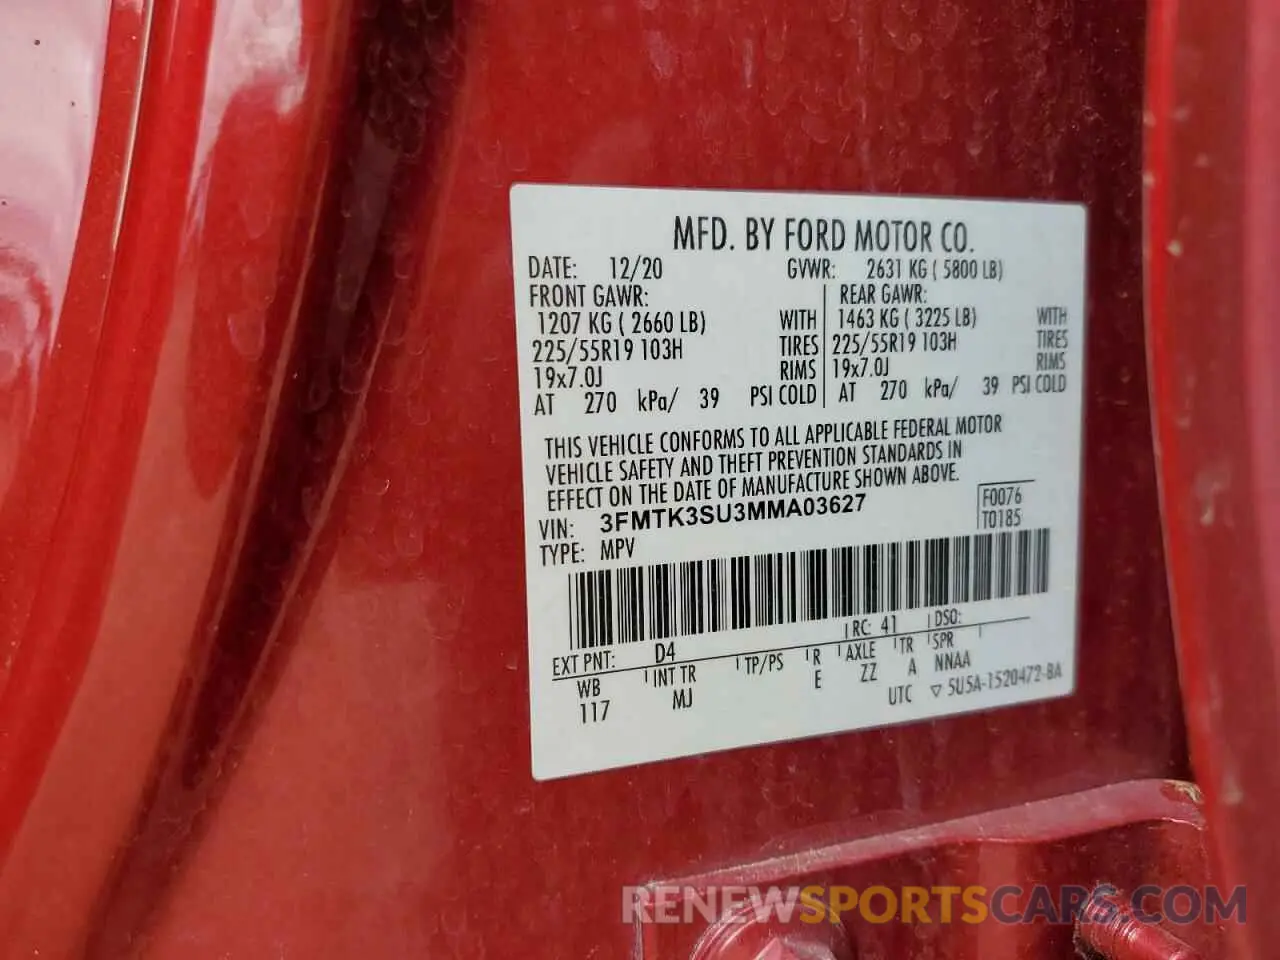 MFD. BY FORD MOTOR CO.
DATE: 12/20 GVWR: 2631 KG ( 5800 LB)
FRONT GAWR: REAR GAWR:
1207 KG ( 2660 LB) WITH 1463 KG ( 3225 LB) WITH
225/55R19 103H TIRES 225/55R19 103H TIRES
19x7.0J RIMS 19x7.0J RIMS
AT 270 kPa/ 39 PSI COLD AT 270 kPa/ 39 PSI COLD
THIS VEHICLE CONFORMS TO ALL APPLICABLE FEDERAL MOTOR
VEHICLE SAFETY AND THEFT PREVENTION STANDARDS IN
EFFECT ON THE DATE OF MANUFACTURE SHOWN ABOVE.
VIN: 3FMTK3SU3MMA03627 F0076
TYPE: MPV T0185
EXT PNT: D4 RC: 41 DSO:
WB INT TR TP/PS R AXLE TR SPR
117 MJ E ZZ A NNAA
UTC ▽ 5U5A-1520472-BA
RENEWSPORTSCARS.COM